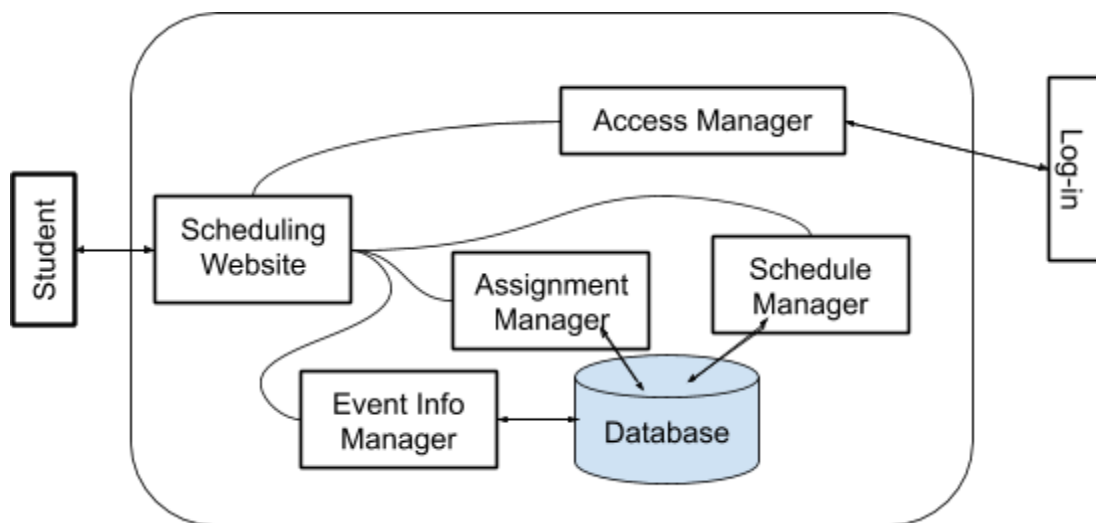 Access Manager
Log-in
Student
Scheduling
Website
Assignment
Manager
Schedule
Manager
Event Info
Manager
Database